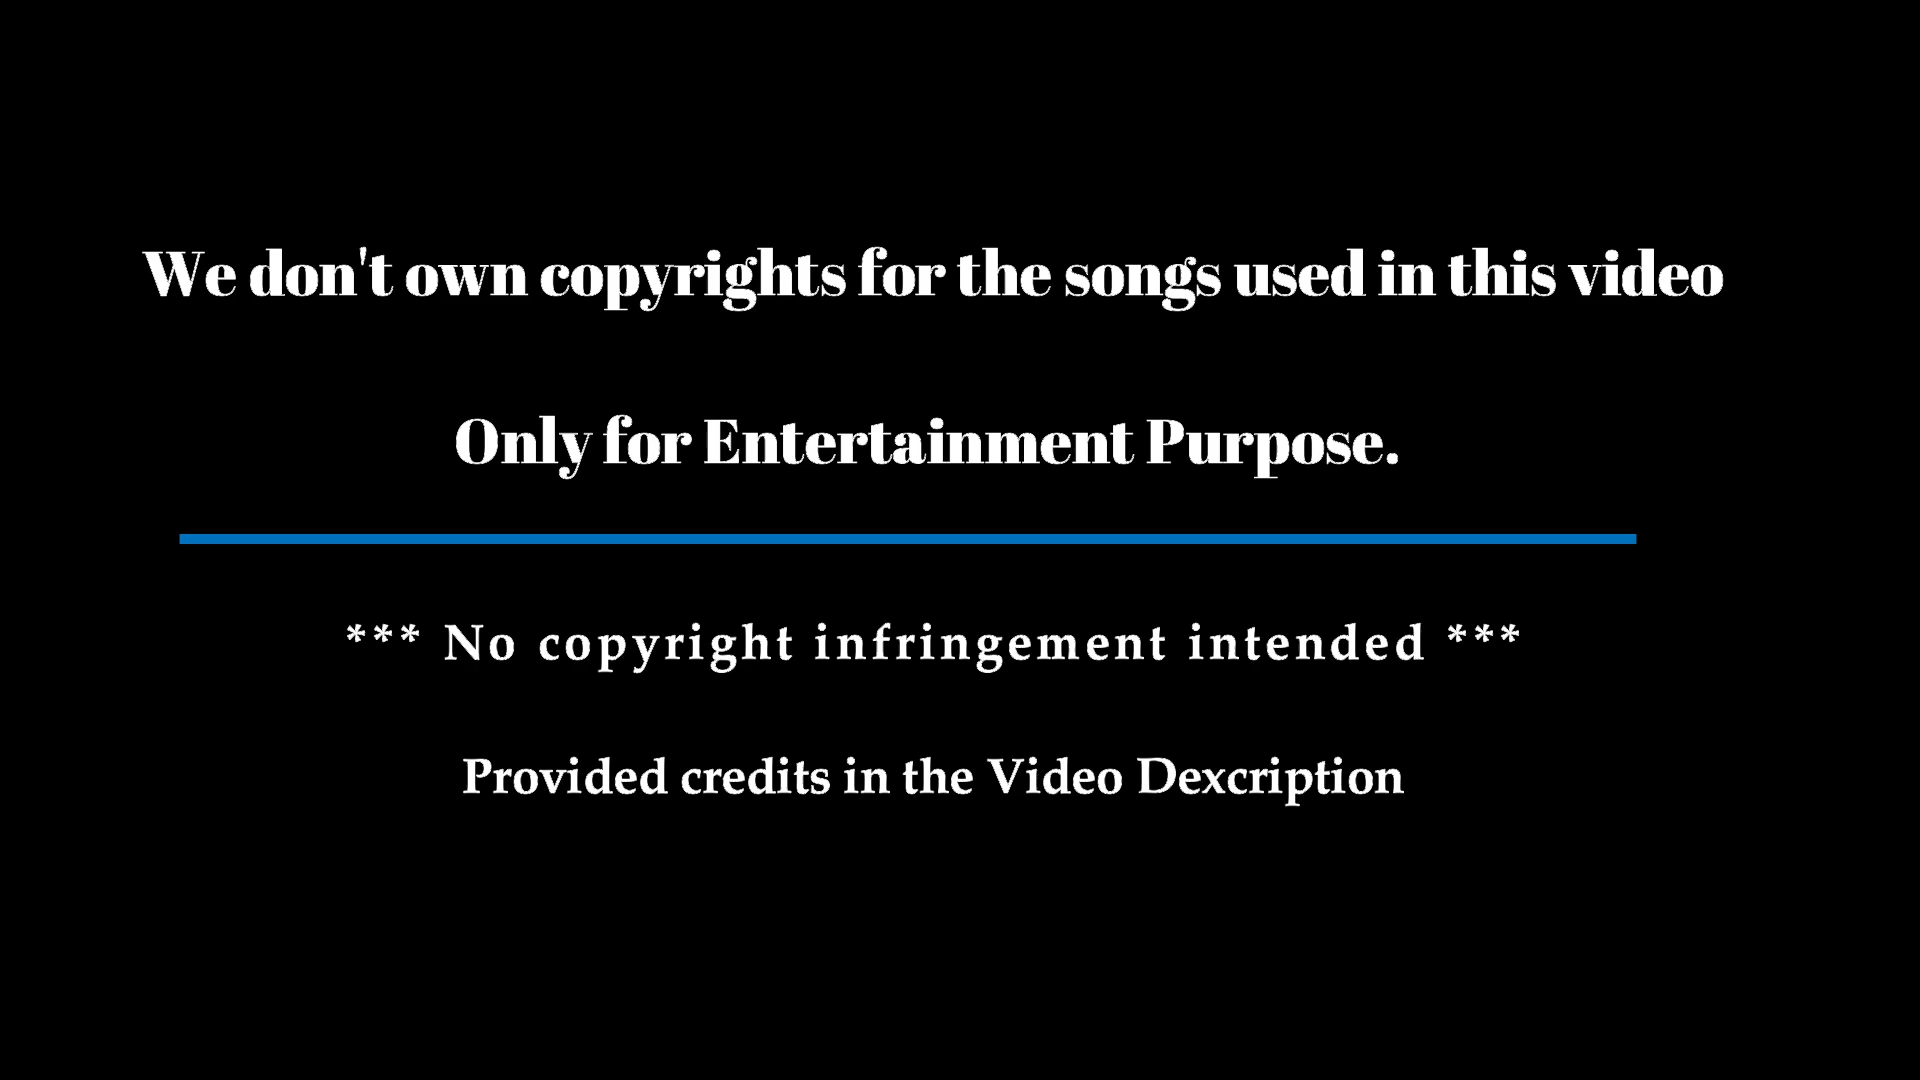 We don't own copyrights for the songs used in this video
Only for Entertainment Purpose.
*** No copyright infringement intended ***
Provided credits in the Video Dexcription